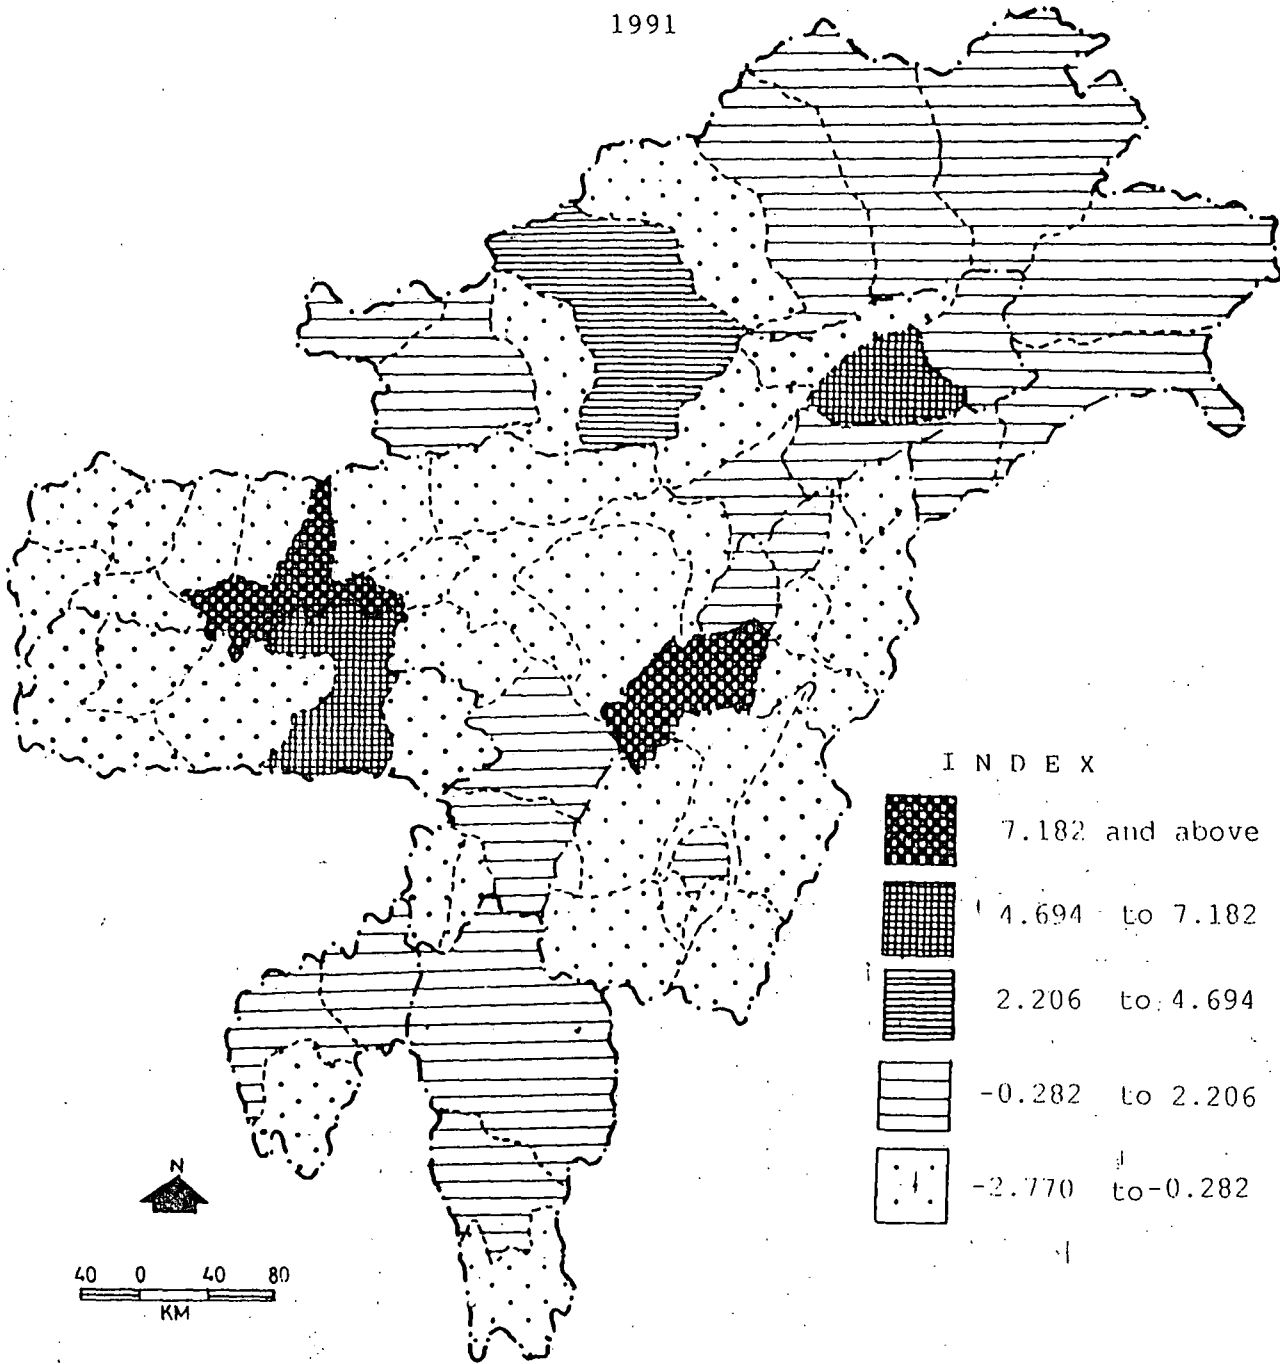 1991
I N D E X
7.182 and above
4.694 to 7.182
2.206 to 4.694
-0.282 to 2.206
-2.770 to -0.282
N
40 0 40 80
KM